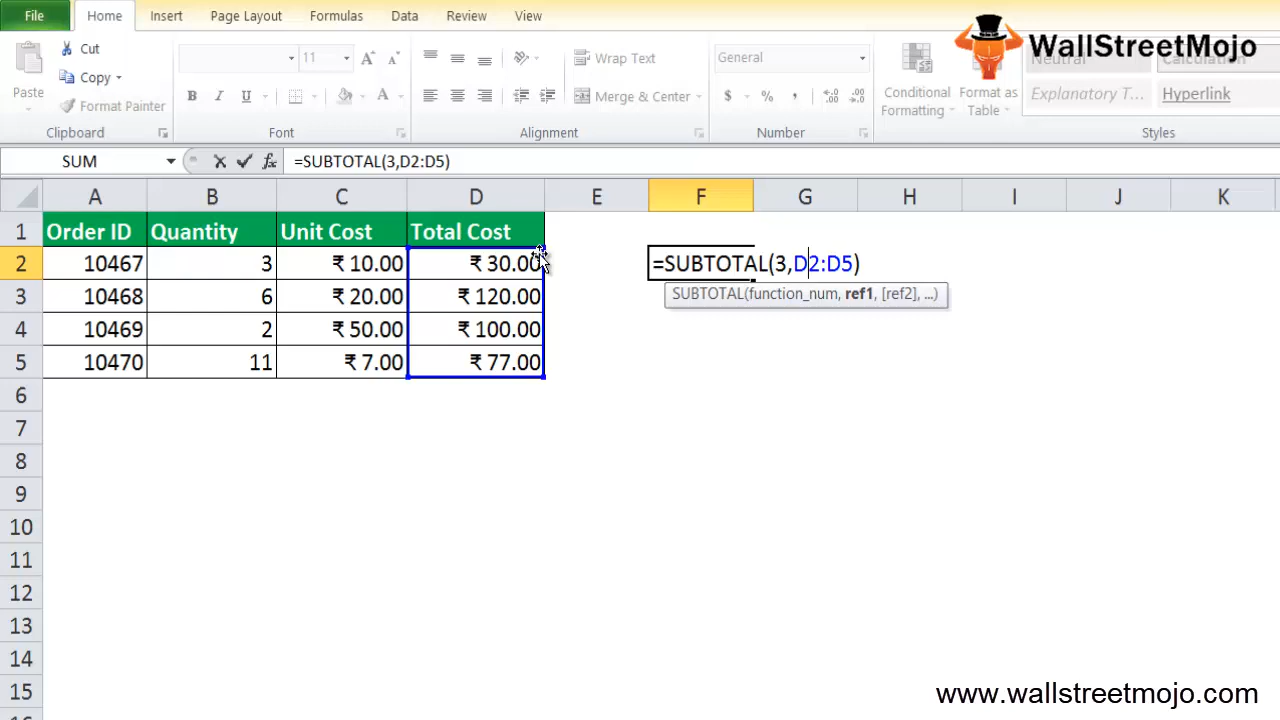 File Home Insert Page Layout Formulas Data Review View
WallStreetMojo
Cut
Copy
Format Painter
Paste
11
B I U A
Wrap Text
Merge & Center
General
$ % ,
Conditional Formatting
Format as Table
Neutral Calculation
Explanatory T... Hyperlink
Clipboard Font Alignment Number Styles
SUM fx =SUBTOTAL(3,D2:D5)
A B C D E F G H I J K
1 Order ID Quantity Unit Cost Total Cost
2 10467 3 ₹ 10.00 ₹ 30.00 =SUBTOTAL(3,D2:D5)
SUBTOTAL(function_num, ref1, [ref2], ...)
3 10468 6 ₹ 20.00 ₹ 120.00
4 10469 2 ₹ 50.00 ₹ 100.00
5 10470 11 ₹ 7.00 ₹ 77.00
6
7
8
9
10
11
12
13
14
15
www.wallstreetmojo.com